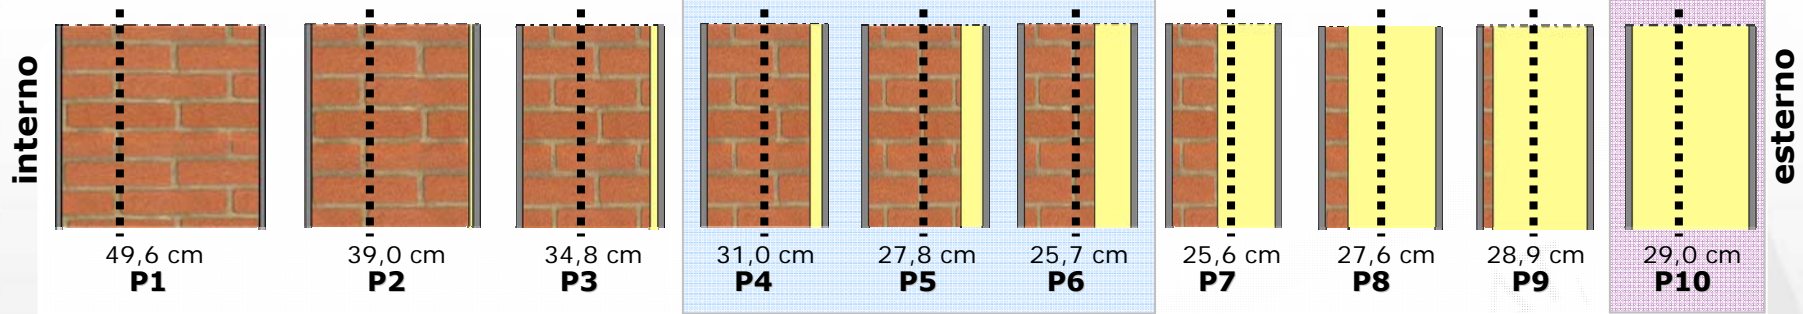 interno
49,6 cm
P1
39,0 cm
P2
34,8 cm
P3
31,0 cm
P4
27,8 cm
P5
25,7 cm
P6
25,6 cm
P7
27,6 cm
P8
28,9 cm
P9
29,0 cm
P10
esterno